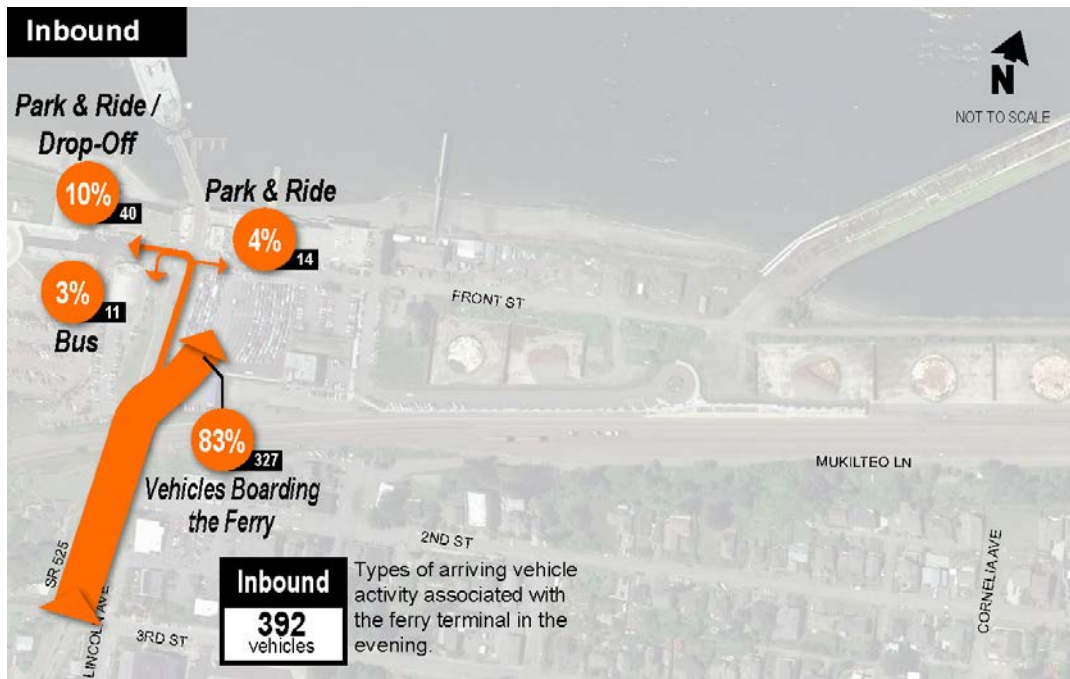 Inbound
N
NOT TO SCALE
Park & Ride /
Drop-Off
10%
40
Park & Ride
4%
14
3%
11
Bus
FRONT ST
83%
327
Vehicles Boarding
the Ferry
MUKILTEO LN
2ND ST
SR 525
LINCOLN AVE
3RD ST
CORNELIA AVE
Inbound
392
vehicles
Types of arriving vehicle
activity associated with
the ferry terminal in the
evening.